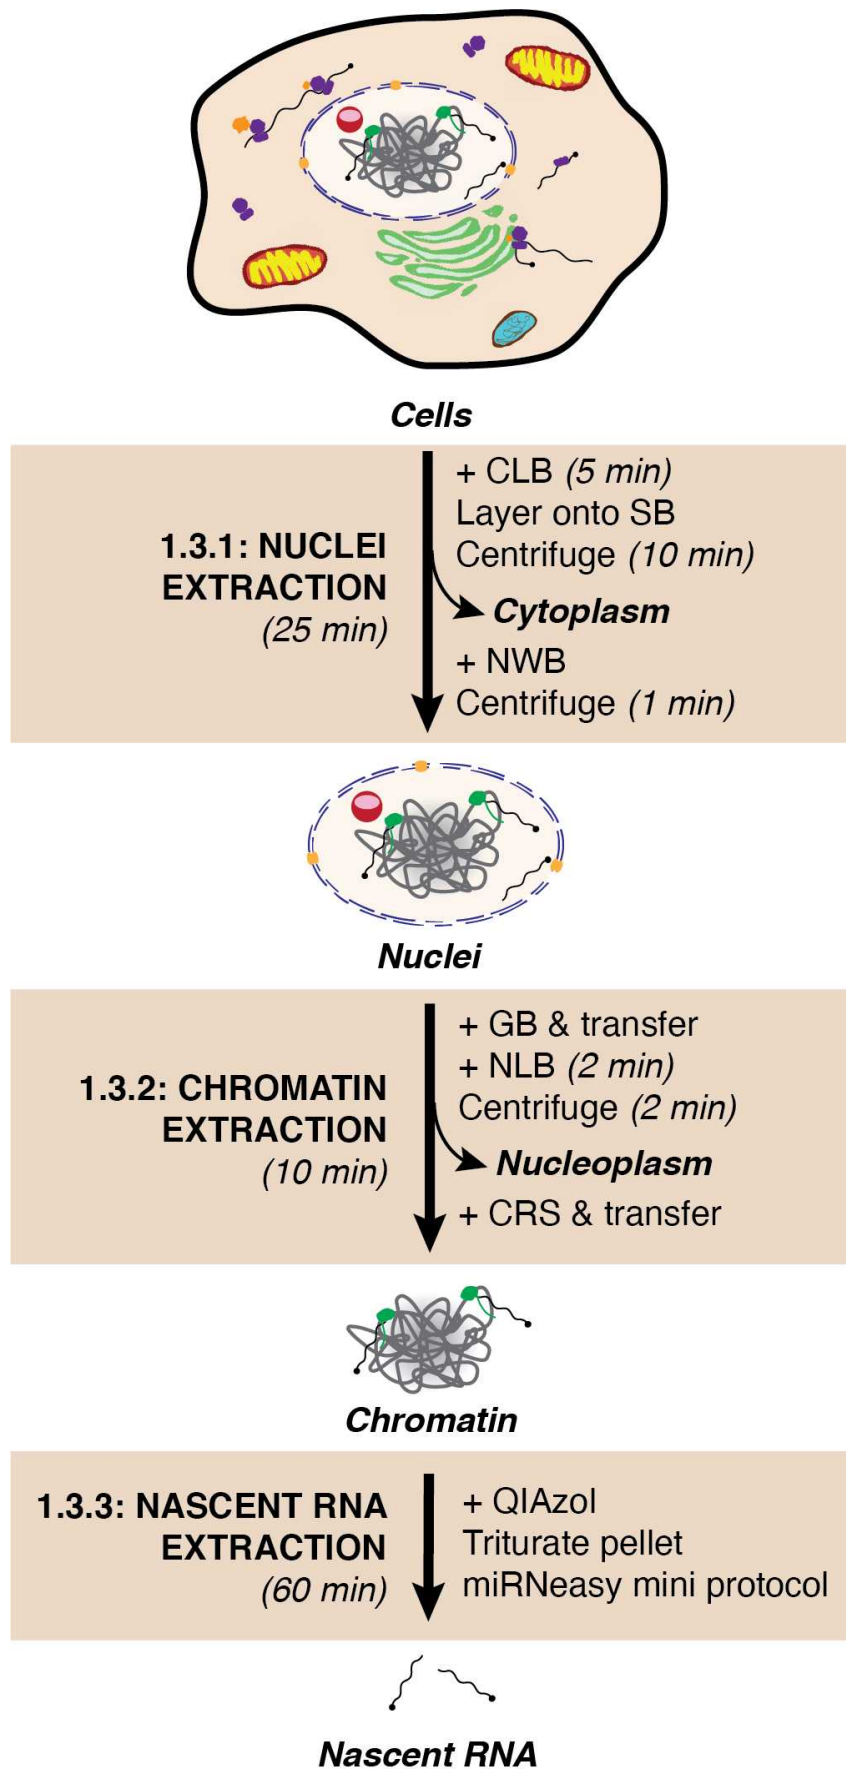 Cells
1.3.1: NUCLEI
EXTRACTION
(25 min)
+ CLB (5 min)
Layer onto SB
Centrifuge (10 min)
Cytoplasm
+ NWB
Centrifuge (1 min)
Nuclei
1.3.2: CHROMATIN
EXTRACTION
(10 min)
+ GB & transfer
+ NLB (2 min)
Centrifuge (2 min)
Nucleoplasm
+ CRS & transfer
Chromatin
1.3.3: NASCENT RNA
EXTRACTION
(60 min)
+ QIAzol
Triturate pellet
miRNeasy mini protocol
Nascent RNA